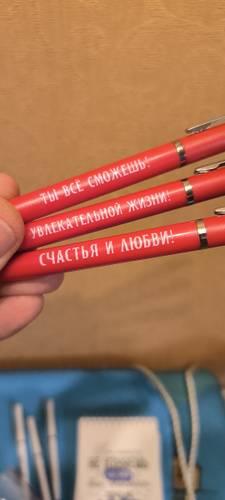 ТЫ ВСЁ СМОЖЕШЬ!
УВЛЕКАТЕЛЬНОЙ ЖИЗНИ!
СЧАСТЬЯ И ЛЮБВИ!